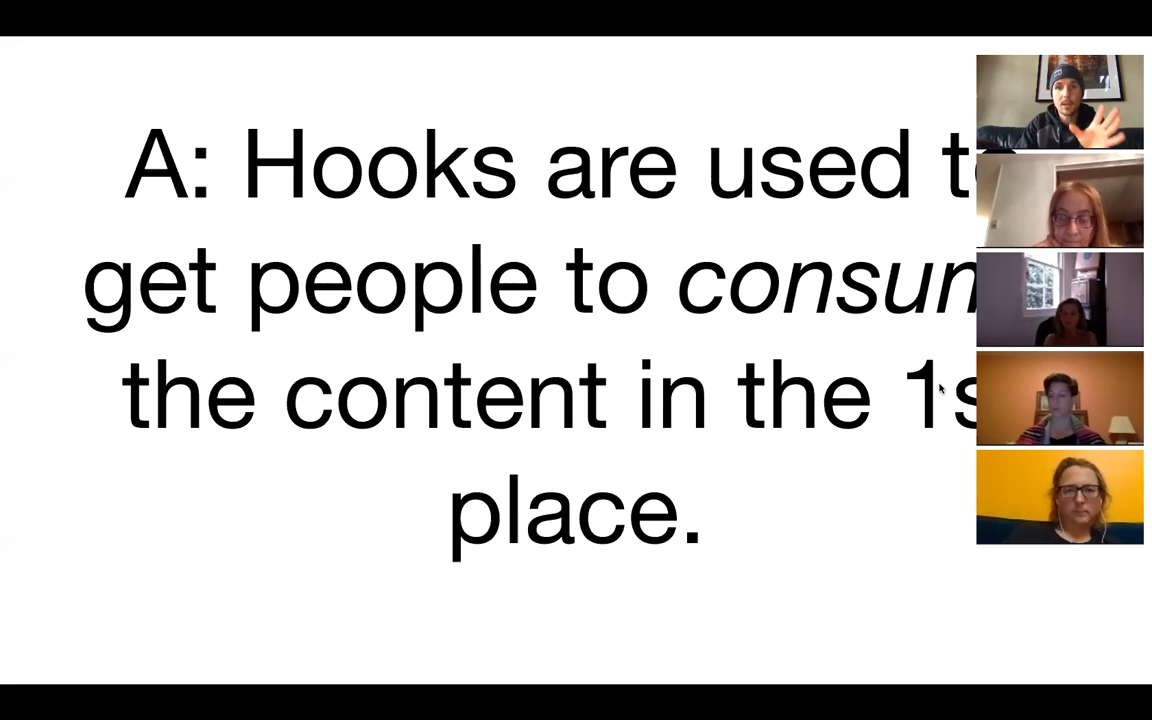 A: Hooks are used
get people to
the content in the
place.